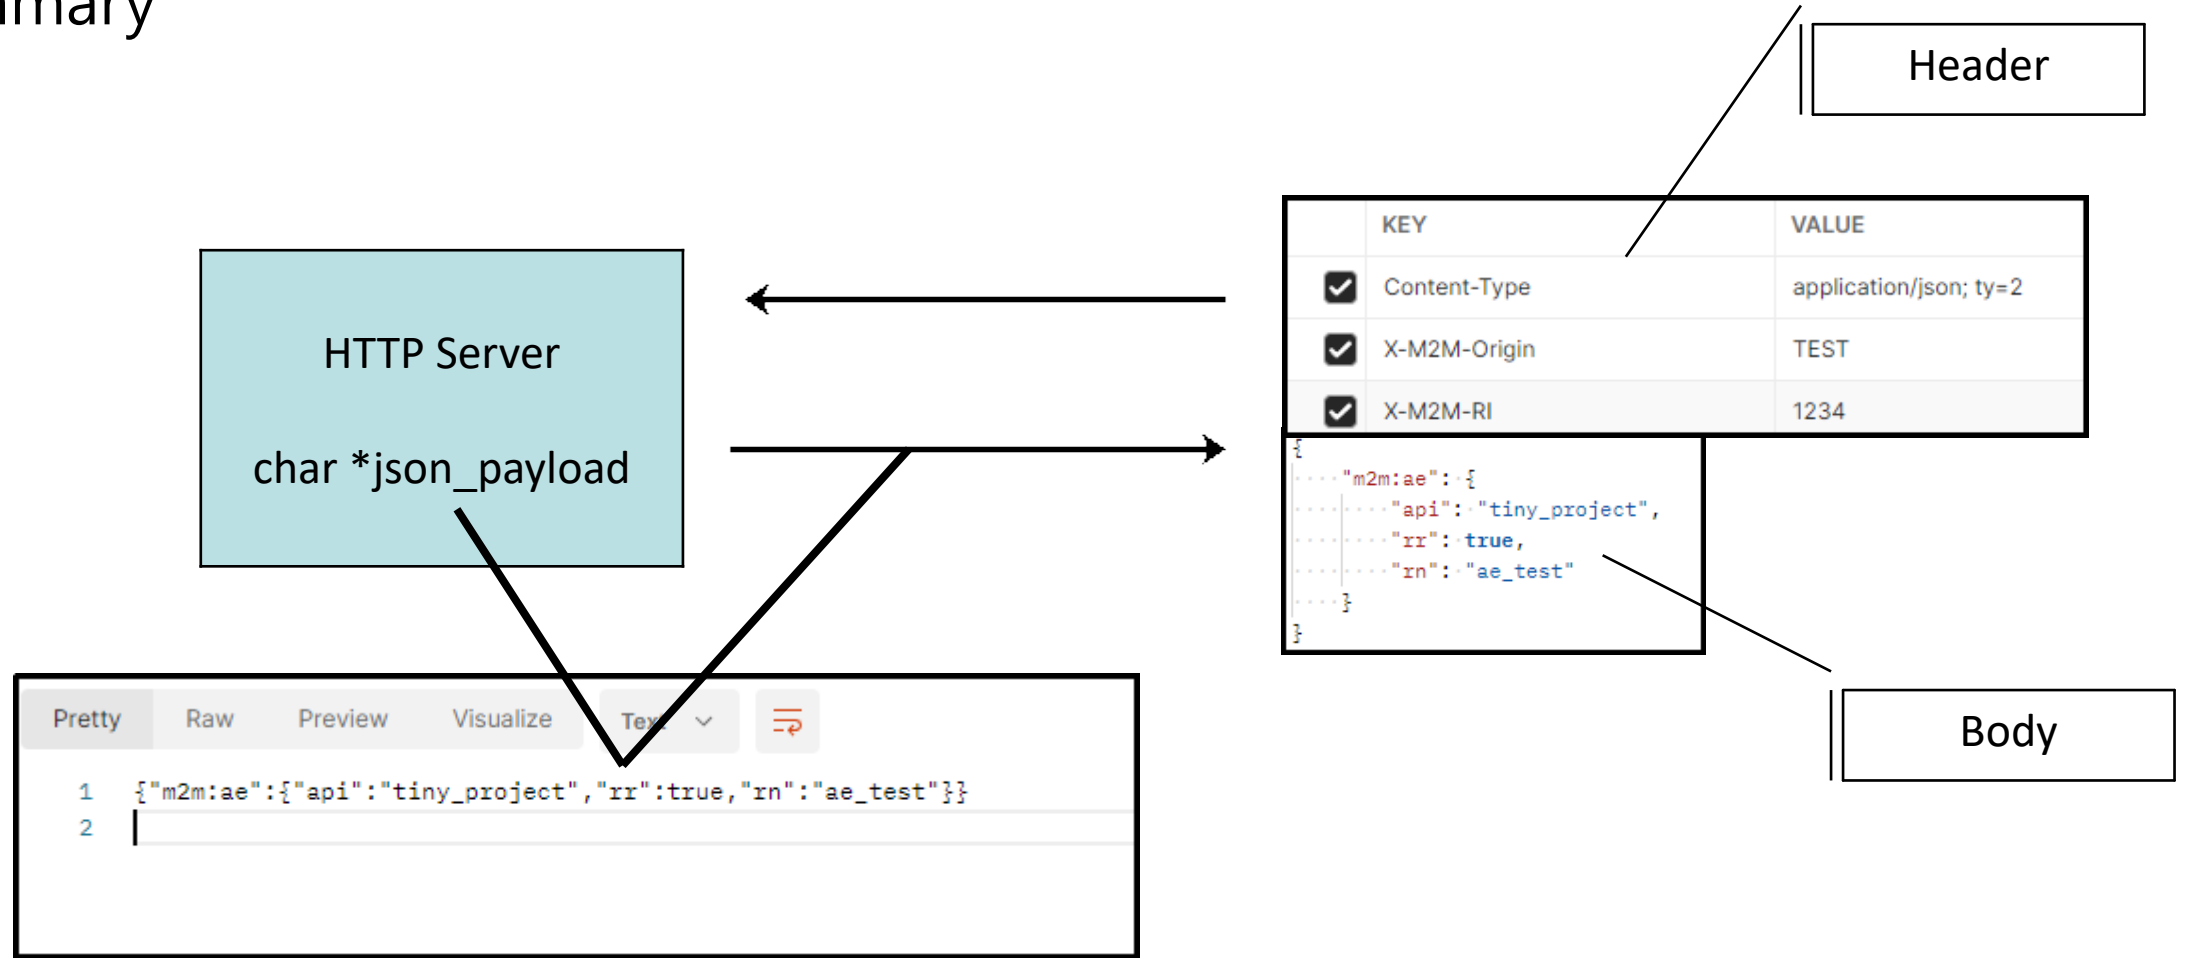 Header
KEY VALUE
Content-Type application/json; ty=2
X-M2M-Origin TEST
X-M2M-RI 1234
HTTP Server
char *json_payload
{
"m2m:ae": {
"api": "tiny_project",
"rr": true,
"rn": "ae_test"
}
}
Body
Pretty Raw Preview Visualize Text
1 {"m2m:ae":{"api":"tiny_project","rr":true,"rn":"ae_test"}}
2